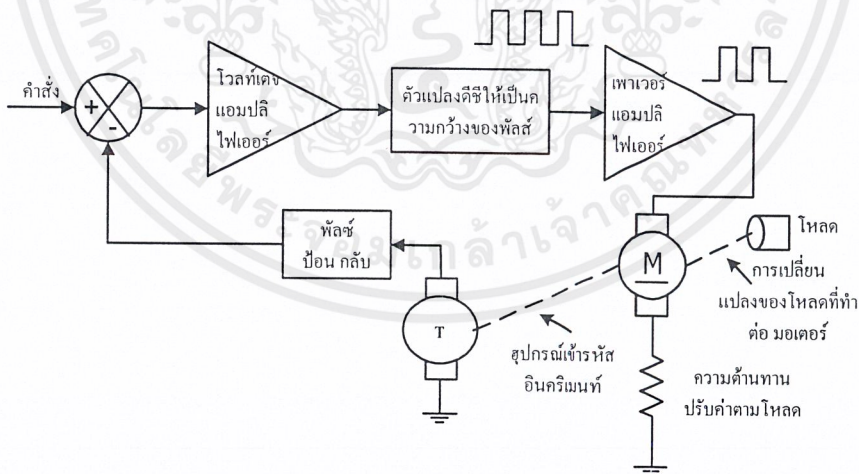 คำสั่ง
+
-
โวลท์เตจ
แอมปลิ
ไฟเออร์
ตัวแปลงดีซีให้เป็นค
วามกว้างของพัลส์
เพาเวอร์
แอมปลิ
ไฟเออร์
พัลซ์
ป้อน กลับ
T
M
โหลด
การเปลี่ยน
แปลงของโหลดที่ทำ
ต่อ มอเตอร์
ฮุปกรณ์เข้ารหัส
อินคริเมนท์
ความต้านทาน
ปรับค่าตามโหลด